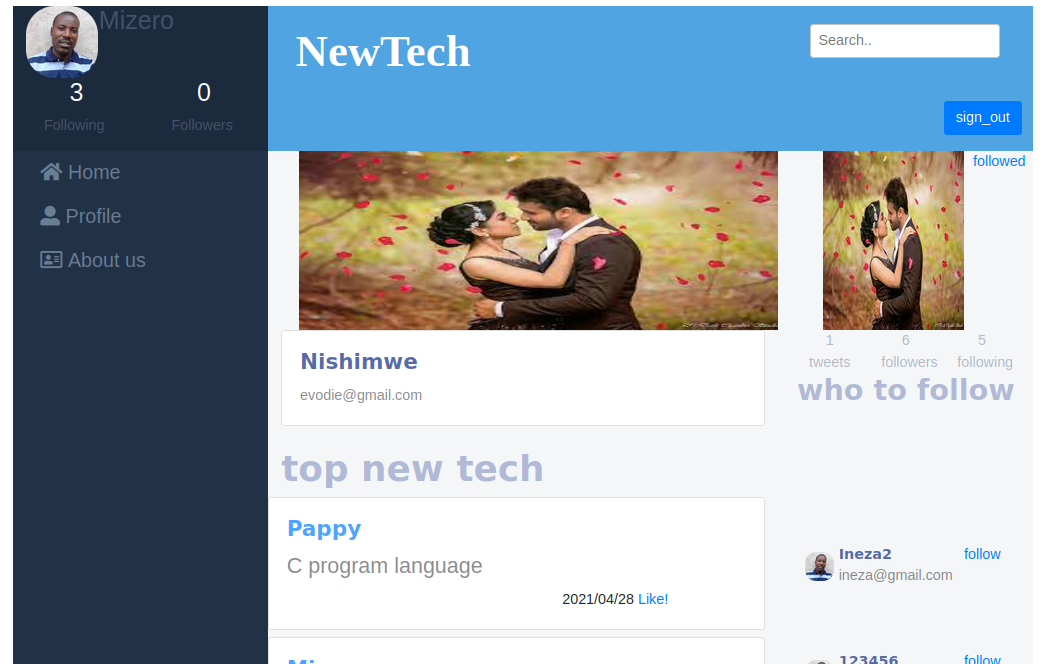 Mizero
3 0
Following Followers
Home
Profile
About us
NewTech
Search..
sign_out
followed
1 6 5
tweets followers following
who to follow
Nishimwe
evodie@gmail.com
top new tech
Pappy
C program language
2021/04/28 Like!
Ineza2 follow
ineza@gmail.com
123456 follow